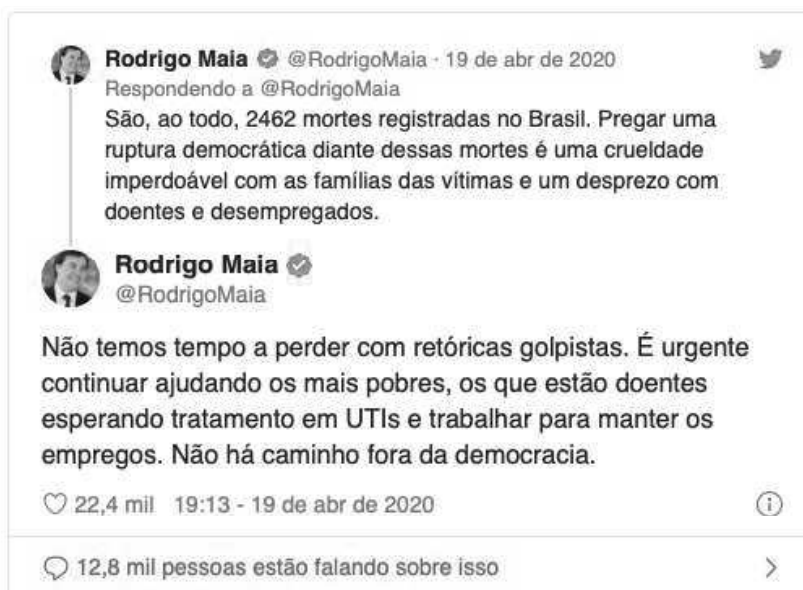 Rodrigo Maia @RodrigoMaia · 19 de abr de 2020
Respondendo a @RodrigoMaia
São, ao todo, 2462 mortes registradas no Brasil. Pregar uma
ruptura democrática diante dessas mortes é uma crueldade
imperdoável com as famílias das vítimas e um desprezo com
doentes e desempregados.
Rodrigo Maia
@RodrigoMaia
Não temos tempo a perder com retóricas golpistas. É urgente
continuar ajudando os mais pobres, os que estão doentes
esperando tratamento em UTIs e trabalhar para manter os
empregos. Não há caminho fora da democracia.
22,4 mil 19:13 - 19 de abr de 2020
12,8 mil pessoas estão falando sobre isso